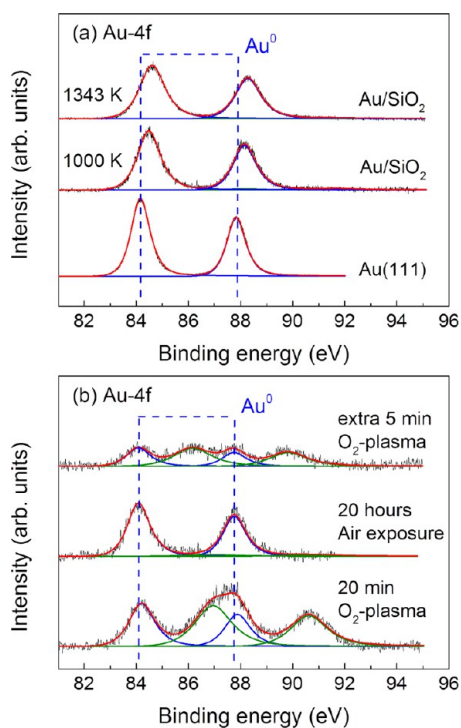 (a) Au-4f
Au⁰
1343 K
Au/SiO₂
1000 K
Au/SiO₂
Au(111)
Intensity (arb. units)
82 84 86 88 90 92 94 96
Binding energy (eV)
(b) Au-4f
Au⁰
extra 5 min
O₂-plasma
20 hours
Air exposure
20 min
O₂-plasma
Intensity (arb. units)
82 84 86 88 90 92 94 96
Binding energy (eV)